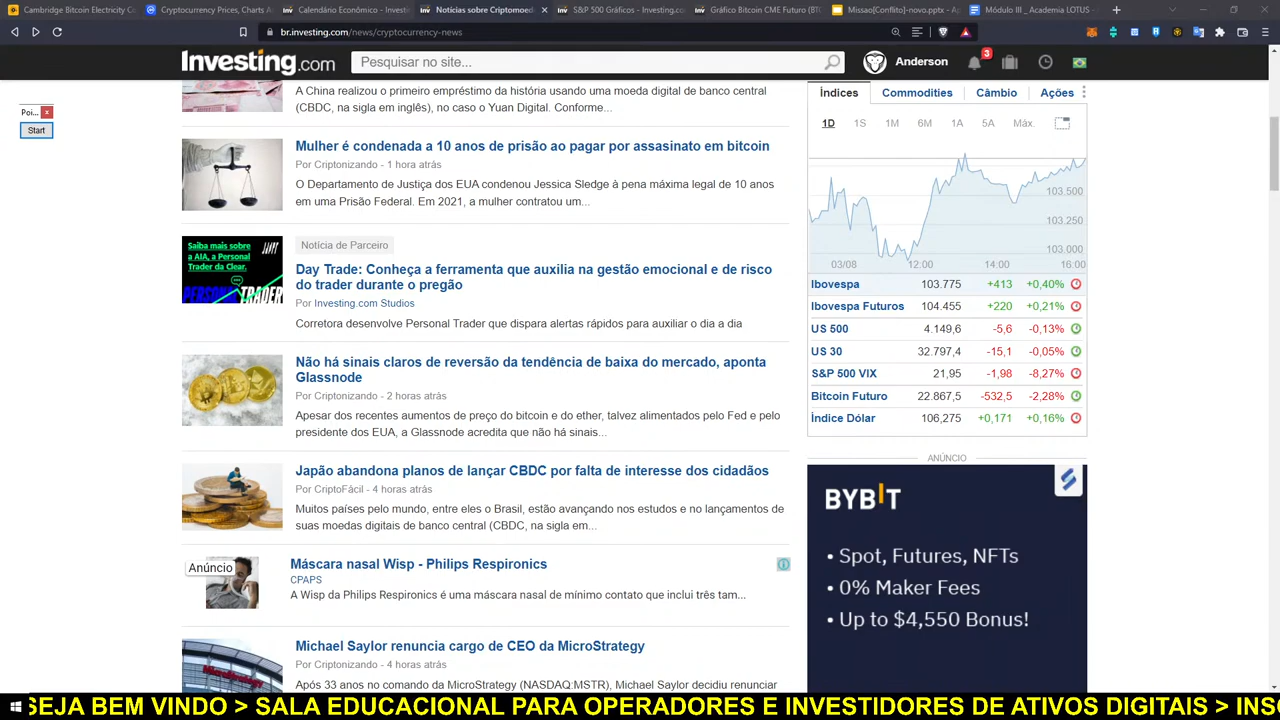 Cambridge Bitcoin Electricity Co
Cryptocurrency Prices, Charts A
Calendário Econômico - Investi
Notícias sobre Criptomoed
S&P 500 Gráficos - Investing.co
Gráfico Bitcoin CME Futuro (BT
Missao[Conflito]-novo.pptx - Ap
Módulo III _ Academia LOTUS
br.investing.com/news/cryptocurrency-news
Investing.com
Pesquisar no site...
Anderson
3
Poi...
Start
A China realizou o primeiro empréstimo da história usando uma moeda digital de banco central
(CBDC, na sigla em inglês), no caso o Yuan Digital. Conforme...
Mulher é condenada a 10 anos de prisão ao pagar por assasinato em bitcoin
Por Criptonizando - 1 hora atrás
O Departamento de Justiça dos EUA condenou Jessica Sledge à pena máxima legal de 10 anos
em uma Prisão Federal. Em 2021, a mulher contratou um...
Saiba mais sobre
a AIA, a Personal
Trader da Clear.
Notícia de Parceiro
Day Trade: Conheça a ferramenta que auxilia na gestão emocional e de risco
do trader durante o pregão
Por Investing.com Studios
Corretora desenvolve Personal Trader que dispara alertas rápidos para auxiliar o dia a dia
Não há sinais claros de reversão da tendência de baixa do mercado, aponta
Glassnode
Por Criptonizando - 2 horas atrás
Apesar dos recentes aumentos de preço do bitcoin e do ether, talvez alimentados pelo Fed e pelo
presidente dos EUA, a Glassnode acredita que não há sinais...
Japão abandona planos de lançar CBDC por falta de interesse dos cidadãos
Por CriptoFácil - 4 horas atrás
Muitos países pelo mundo, entre eles o Brasil, estão avançando nos estudos e no lançamentos de
suas moedas digitais de banco central (CBDC, na sigla em...
Anúncio
Máscara nasal Wisp - Philips Respironics
CPAPS
A Wisp da Philips Respironics é uma máscara nasal de mínimo contato que inclui três tam...
Michael Saylor renuncia cargo de CEO da MicroStrategy
Por Criptonizando - 4 horas atrás
Após 33 anos no comando da MicroStrategy (NASDAQ:MSTR), Michael Saylor decidiu renunciar
Índices Commodities Câmbio Ações
1D 1S 1M 6M 1A 5A Máx.
103.500
103.250
103.000
03/08 12:00 14:00 16:00
Ibovespa 103.775 +413 +0,40%
Ibovespa Futuros 104.455 +220 +0,21%
US 500 4.149,6 -5,6 -0,13%
US 30 32.797,4 -15,1 -0,05%
S&P 500 VIX 21,95 -1,98 -8,27%
Bitcoin Futuro 22.867,5 -532,5 -2,28%
Índice Dólar 106,275 +0,171 +0,16%
ANÚNCIO
BYBIT
• Spot, Futures, NFTs
• 0% Maker Fees
• Up to $4,550 Bonus!
SEJA BEM VINDO > SALA EDUCACIONAL PARA OPERADORES E INVESTIDORES DE ATIVOS DIGITAIS >